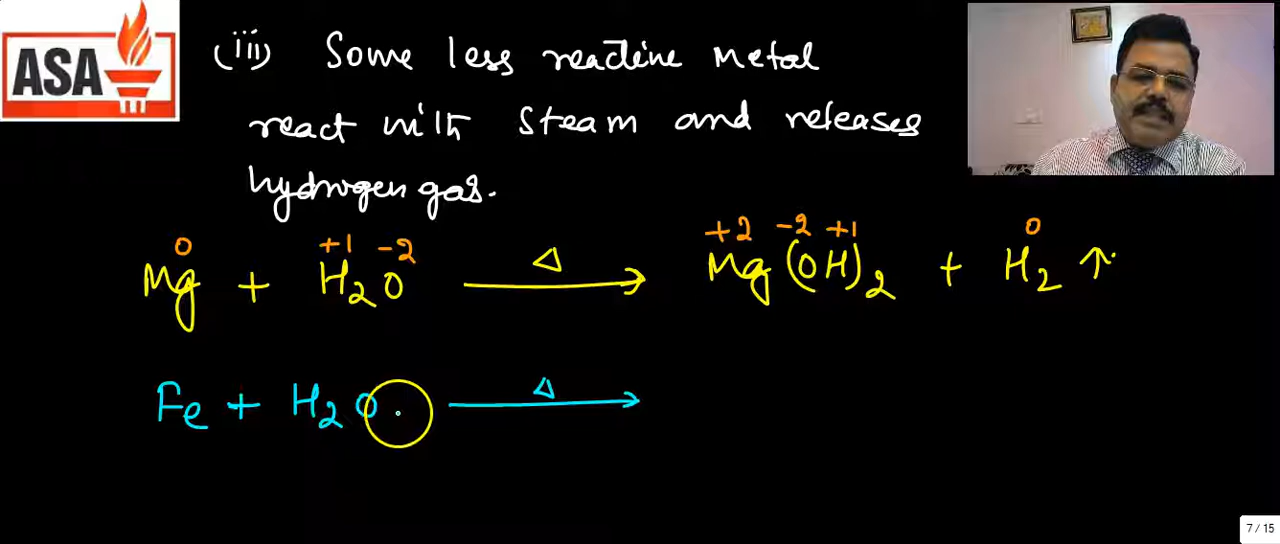 ASA
(iii) Some less reactive Metal
react with steam and releases
hydrogen gas.
0 +1 -2 +2 -2 +1 0
Mg + H₂O Δ→ Mg(OH)₂ + H₂ ↑
Fe + H₂O Δ→
7 / 15